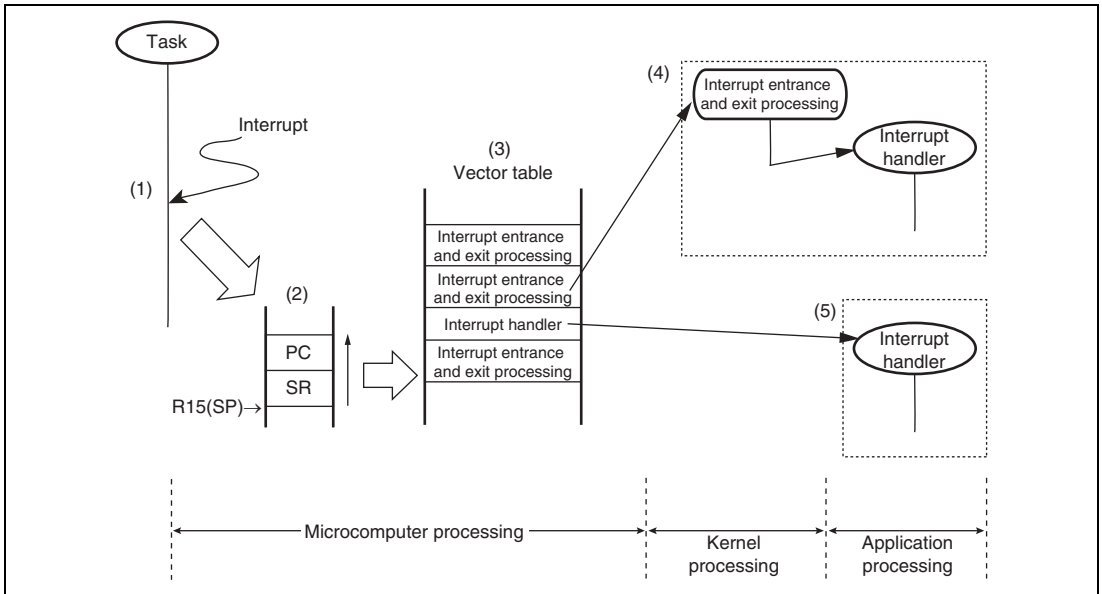 Task
Interrupt
(1)
(2)
PC
SR
R15(SP)→
(3)
Vector table
Interrupt entrance
and exit processing
Interrupt entrance
and exit processing
Interrupt handler
Interrupt entrance
and exit processing
(4)
Interrupt entrance
and exit processing
Interrupt
handler
(5)
Interrupt
handler
Microcomputer processing
Kernel
processing
Application
processing